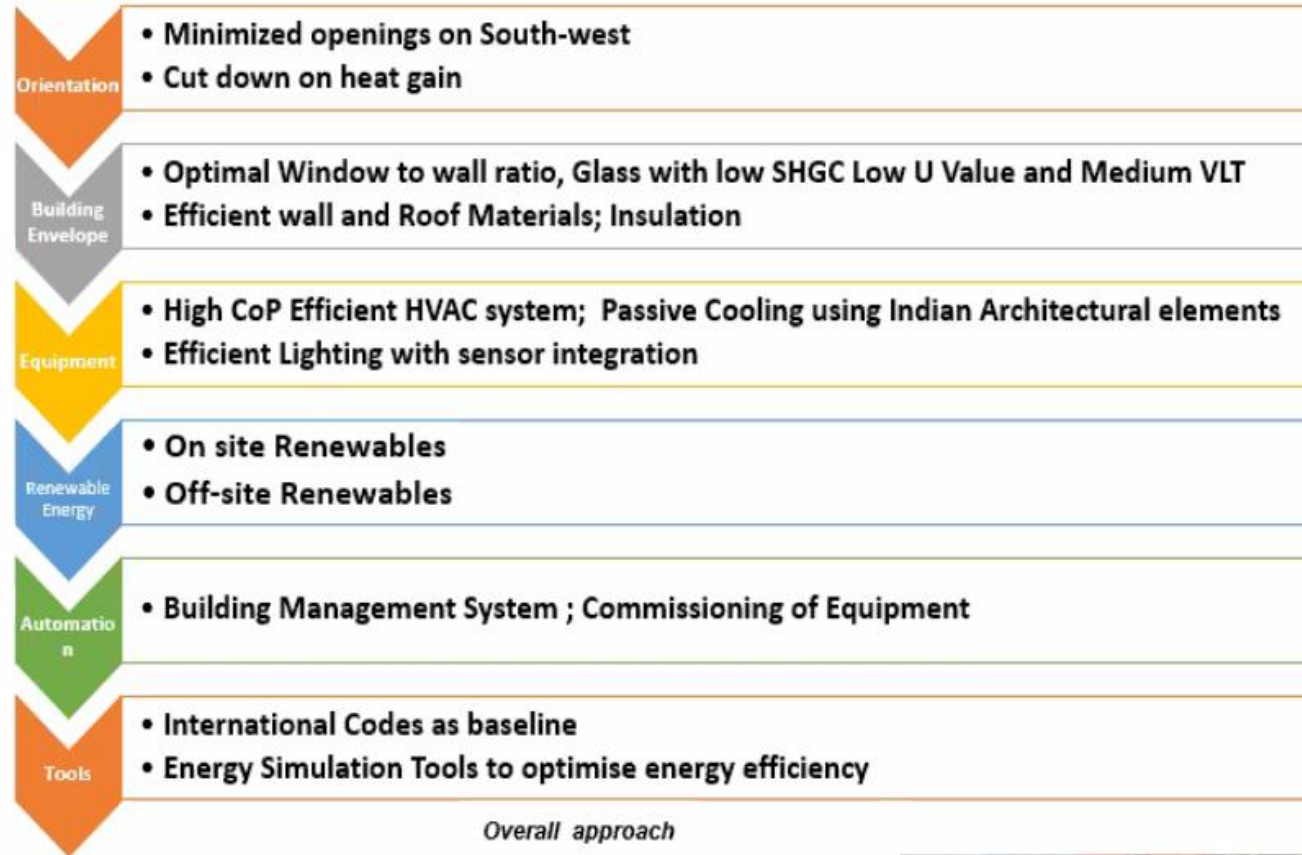 Orientation
• Minimized openings on South-west
• Cut down on heat gain
Building
Envelope
• Optimal Window to wall ratio, Glass with low SHGC Low U Value and Medium VLT
• Efficient wall and Roof Materials; Insulation
Equipment
• High CoP Efficient HVAC system; Passive Cooling using Indian Architectural elements
• Efficient Lighting with sensor integration
Renewable
Energy
• On site Renewables
• Off-site Renewables
Automatio
n
• Building Management System ; Commissioning of Equipment
Tools
• International Codes as baseline
• Energy Simulation Tools to optimise energy efficiency
Overall approach